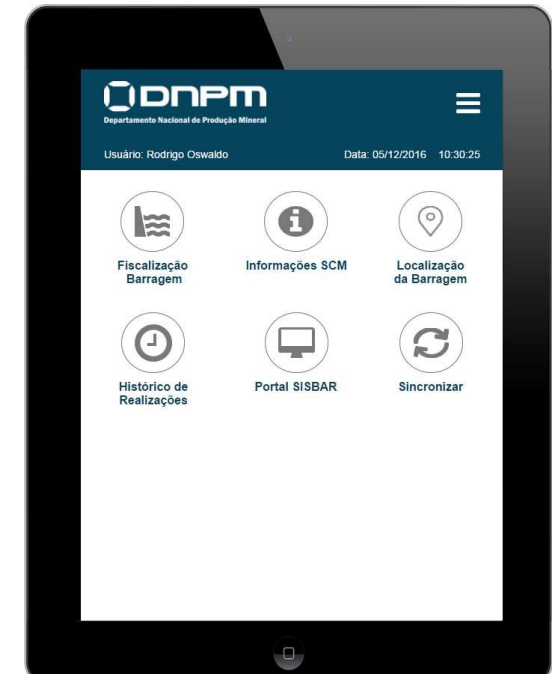 DNPM
Departamento Nacional de Produção Mineral
Usuário: Rodrigo Oswaldo Data: 05/12/2016 10:30:25
Fiscalização
Barragem
Informações SCM
Localização
da Barragem
Histórico de
Realizações
Portal SISBAR
Sincronizar